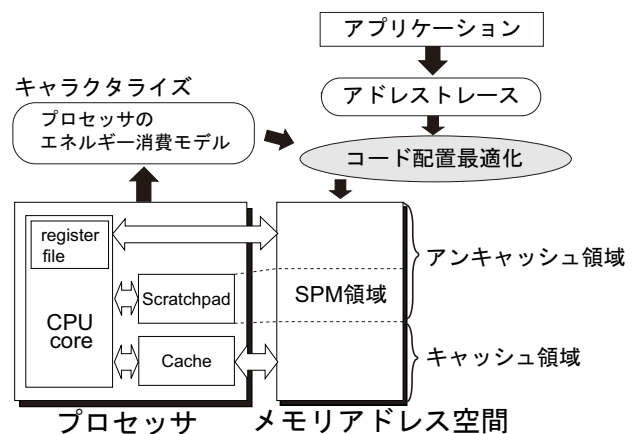 アプリケーション
キャラクタライズ
アドレストレース
プロセッサの
エネルギー消費モデル
コード配置最適化
register
file
アンキャッシュ領域
Scratchpad
SPM領域
CPU
core
Cache
キャッシュ領域
プロセッサ
メモリアドレス空間